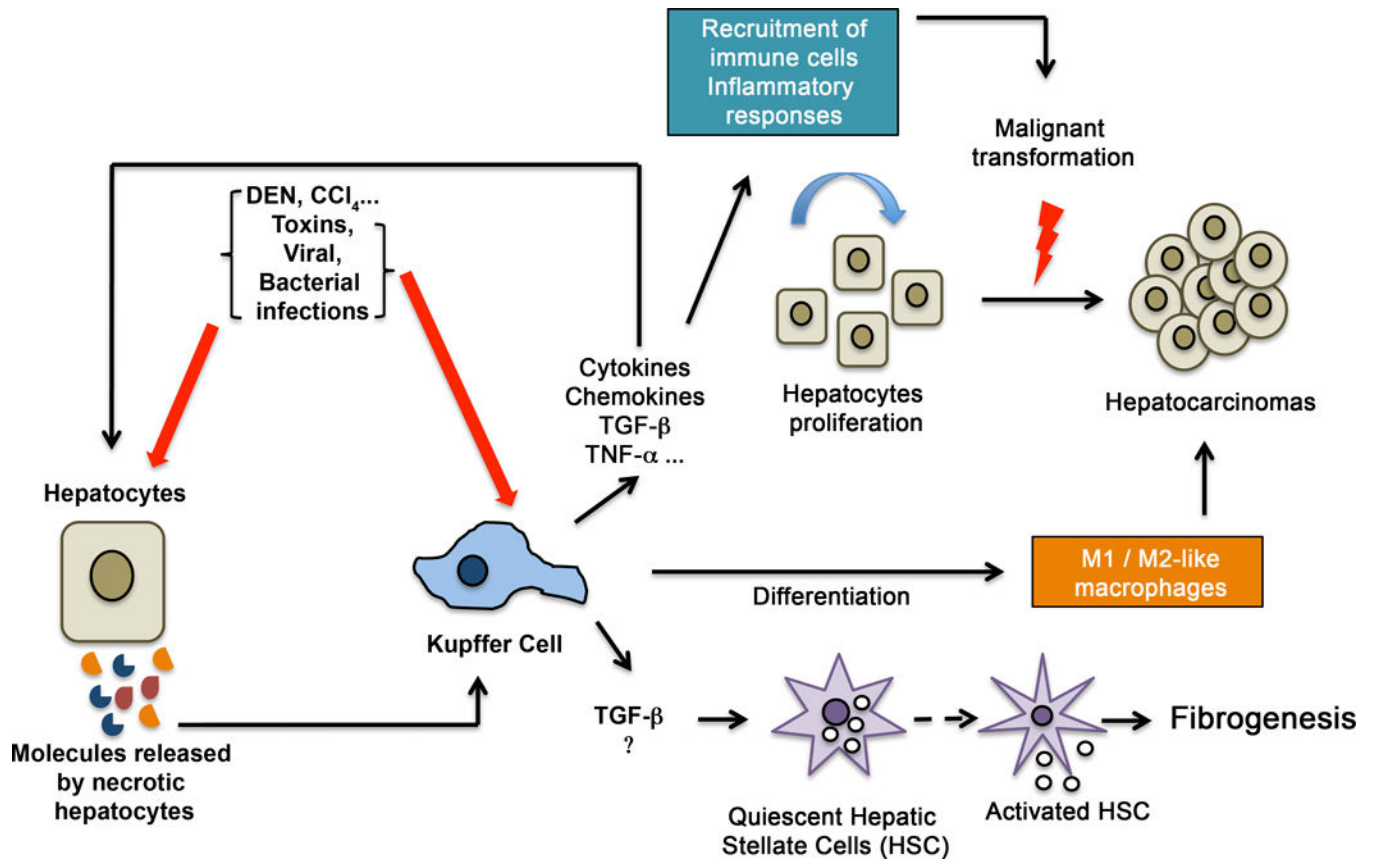 Recruitment of
immune cells
Inflammatory
responses
Malignant
transformation
DEN, CCl₄...
Toxins,
Viral,
Bacterial
infections
Cytokines
Chemokines
TGF-β
TNF-α ...
Hepatocytes
proliferation
Hepatocarcinomas
Hepatocytes
Kupffer Cell
Differentiation
M1 / M2-like
macrophages
Molecules released
by necrotic
hepatocytes
TGF-β
?
Quiescent Hepatic
Stellate Cells (HSC)
Activated HSC
Fibrogenesis